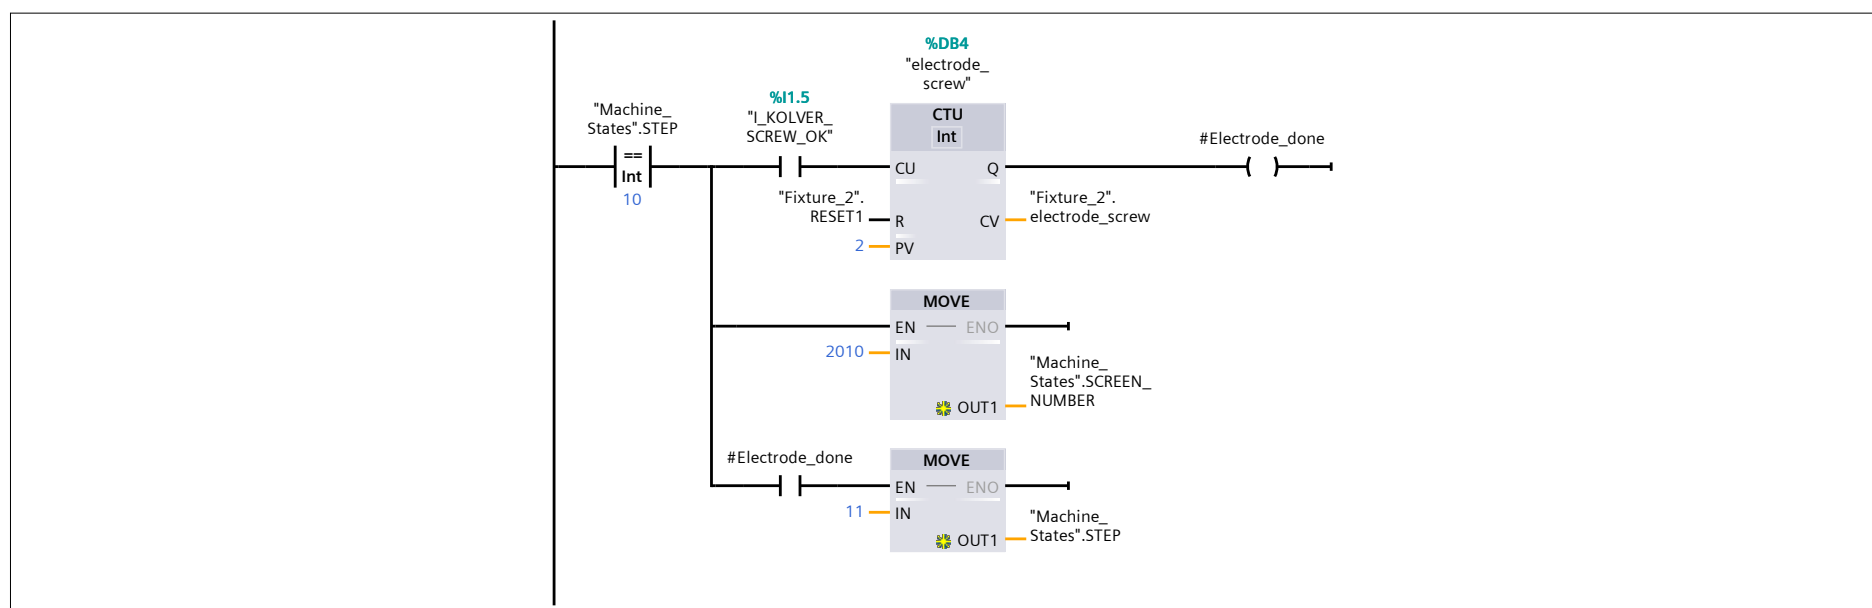 %DB4
"electrode_
screw"
%I1.5
"I_KOLVER_
SCREW_OK"
"Machine_
States".STEP
==
Int
10
CTU
Int
CU
Q
#Electrode_done
"Fixture_2".
RESET1
R
CV
"Fixture_2".
electrode_screw
2
PV
MOVE
EN
ENO
2010
IN
OUT1
"Machine_
States".SCREEN_
NUMBER
#Electrode_done
MOVE
EN
ENO
11
IN
OUT1
"Machine_
States".STEP